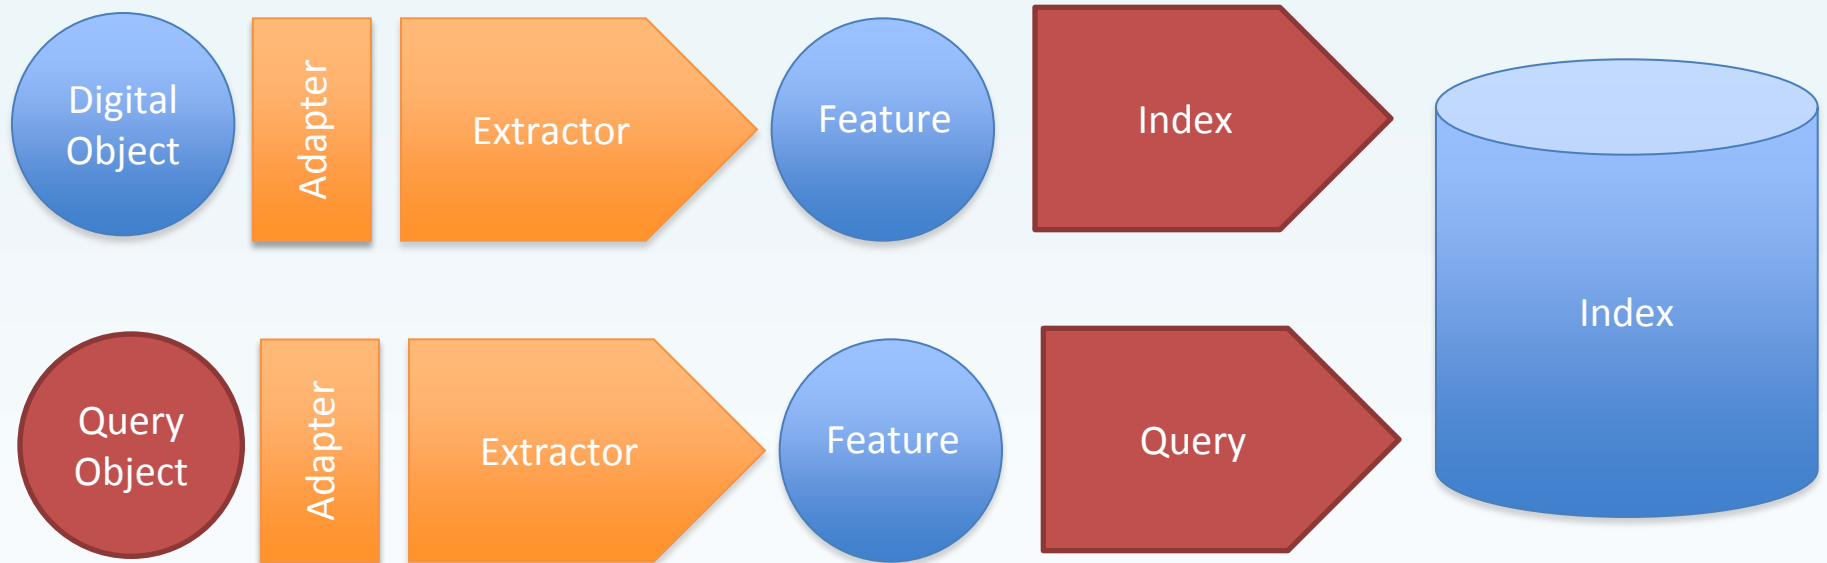 Digital
Object
Adapter
Extractor
Feature
Index
Index
Query
Object
Adapter
Extractor
Feature
Query